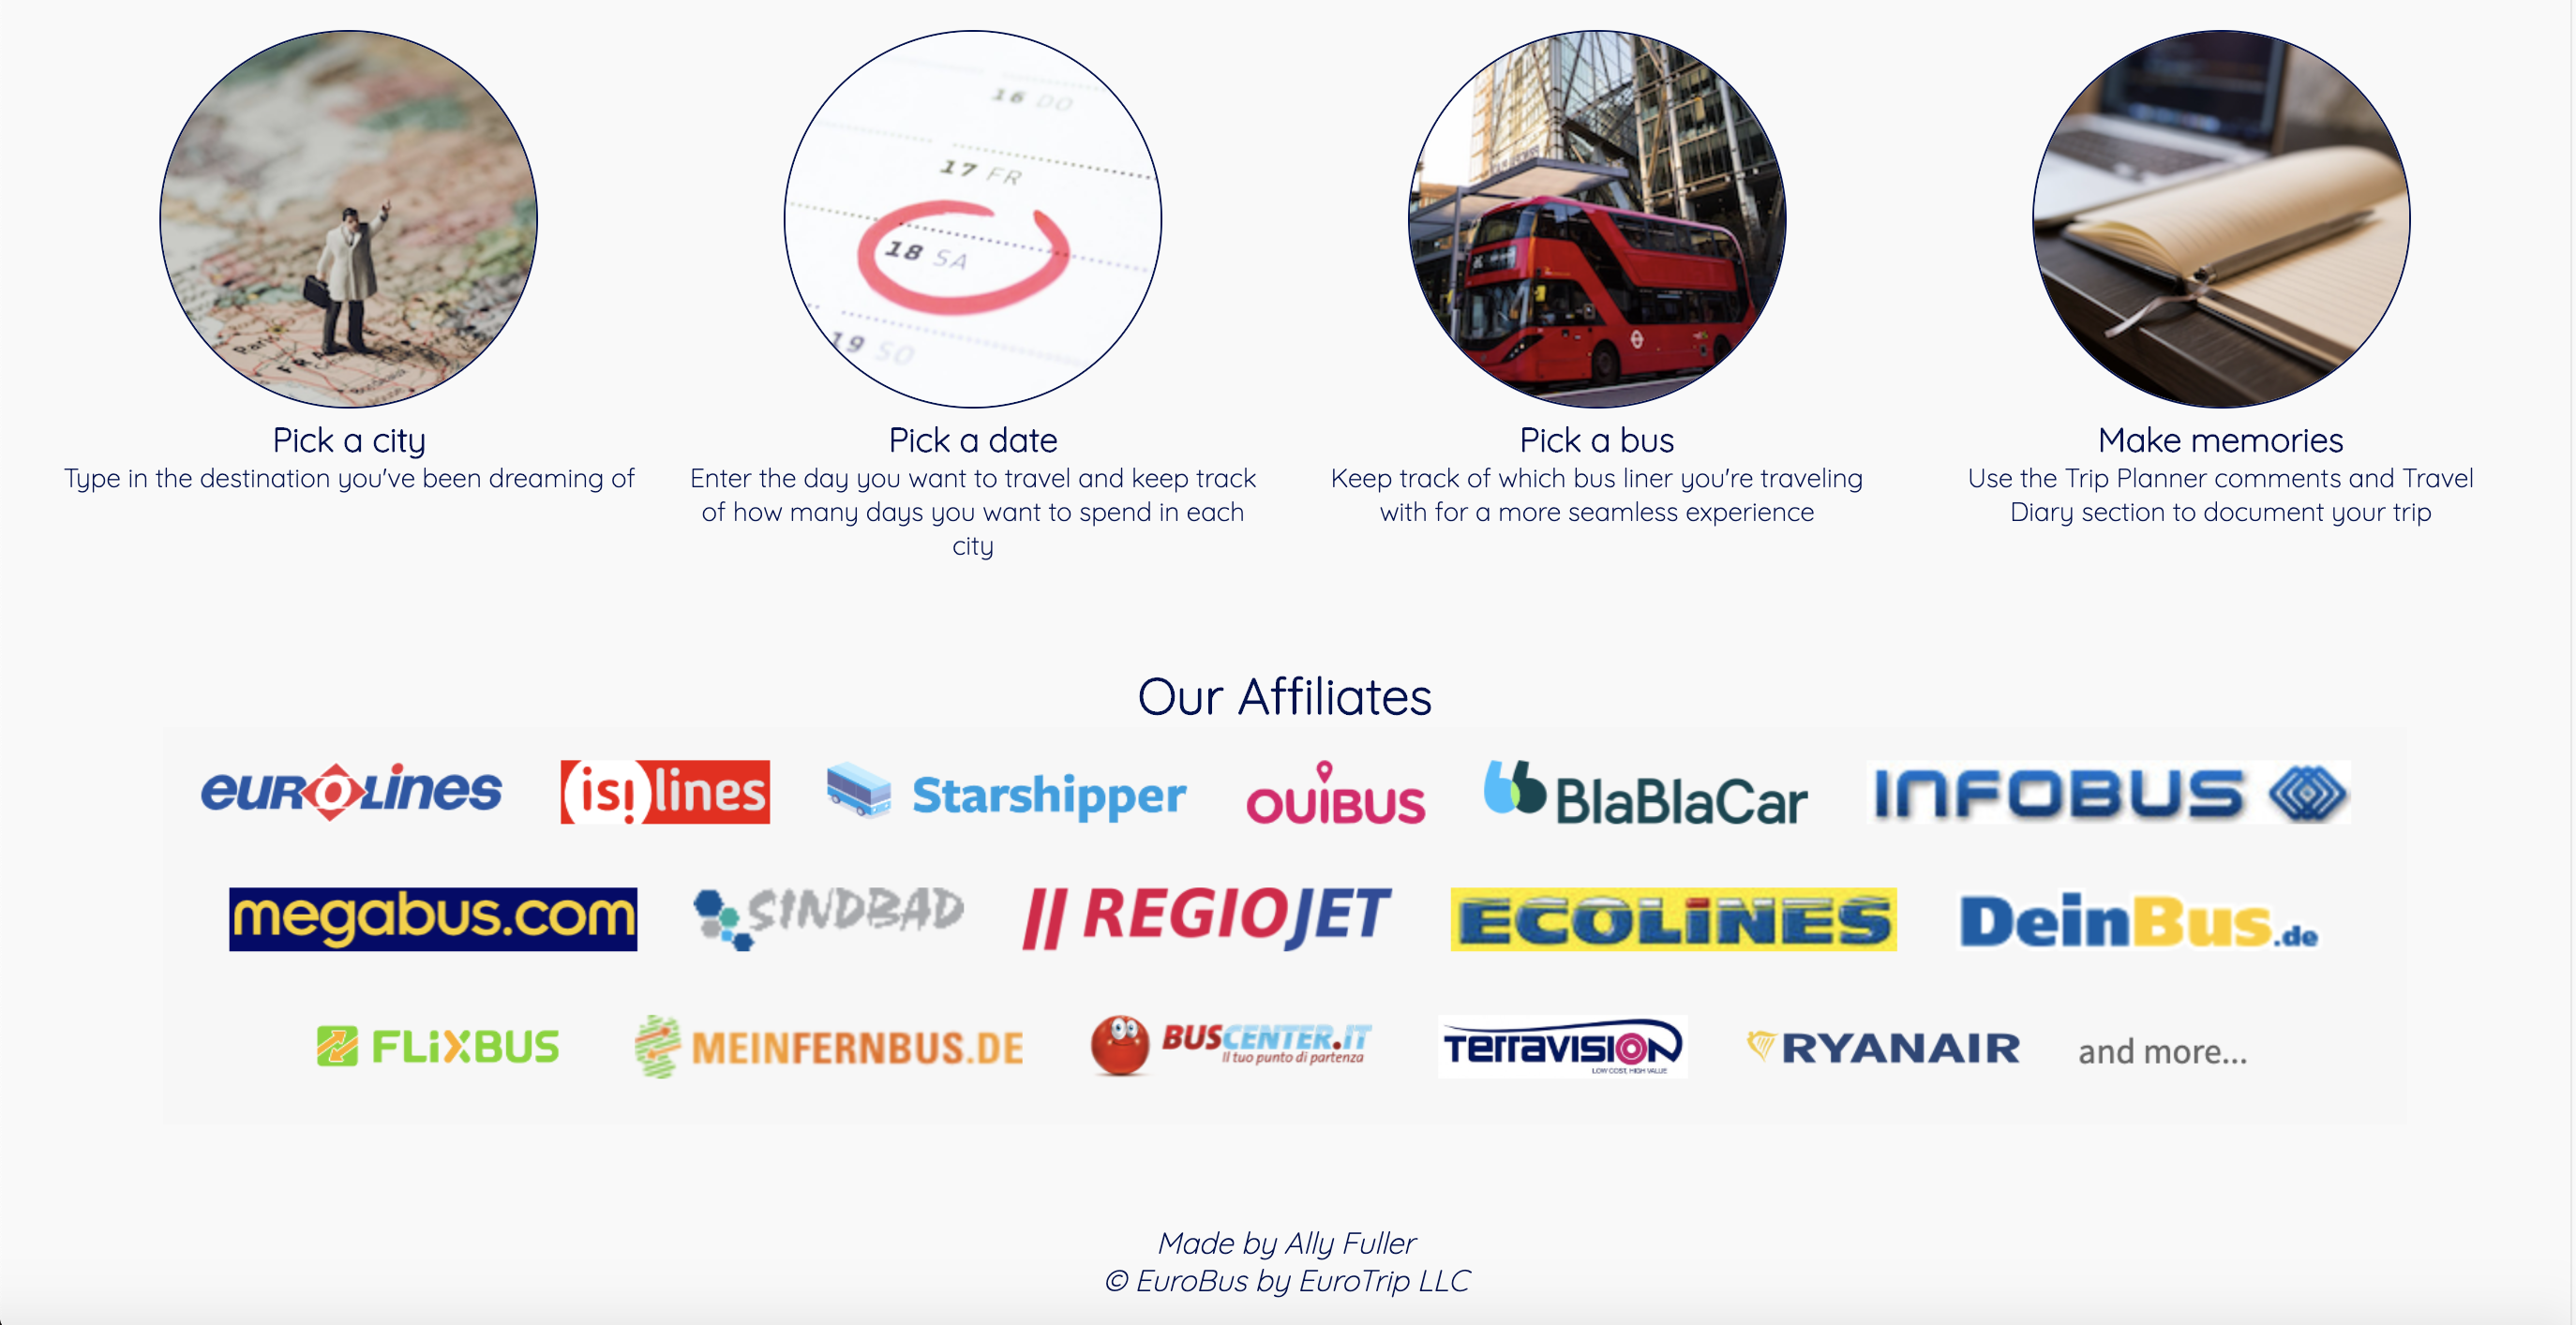 16 DO
17 FR
18 SA
19 SO
Pick a city
Type in the destination you've been dreaming of
Pick a date
Enter the day you want to travel and keep track
of how many days you want to spend in each
city
Pick a bus
Keep track of which bus liner you're traveling
with for a more seamless experience
Make memories
Use the Trip Planner comments and Travel
Diary section to document your trip
Our Affiliates
eurolines
isilines
Starshipper
OUIBUS
BlaBlaCar
INFOBUS
megabus.com
SINDBAD
REGIOJET
ECOLINES
DeinBus.de
FLiXBUS
MEINFERNBUS.DE
BUSCENTER.IT
Il tuo punto di partenza
Terravision
LOW COST, HIGH VALUE
RYANAIR
and more...
Made by Ally Fuller
© EuroBus by EuroTrip LLC